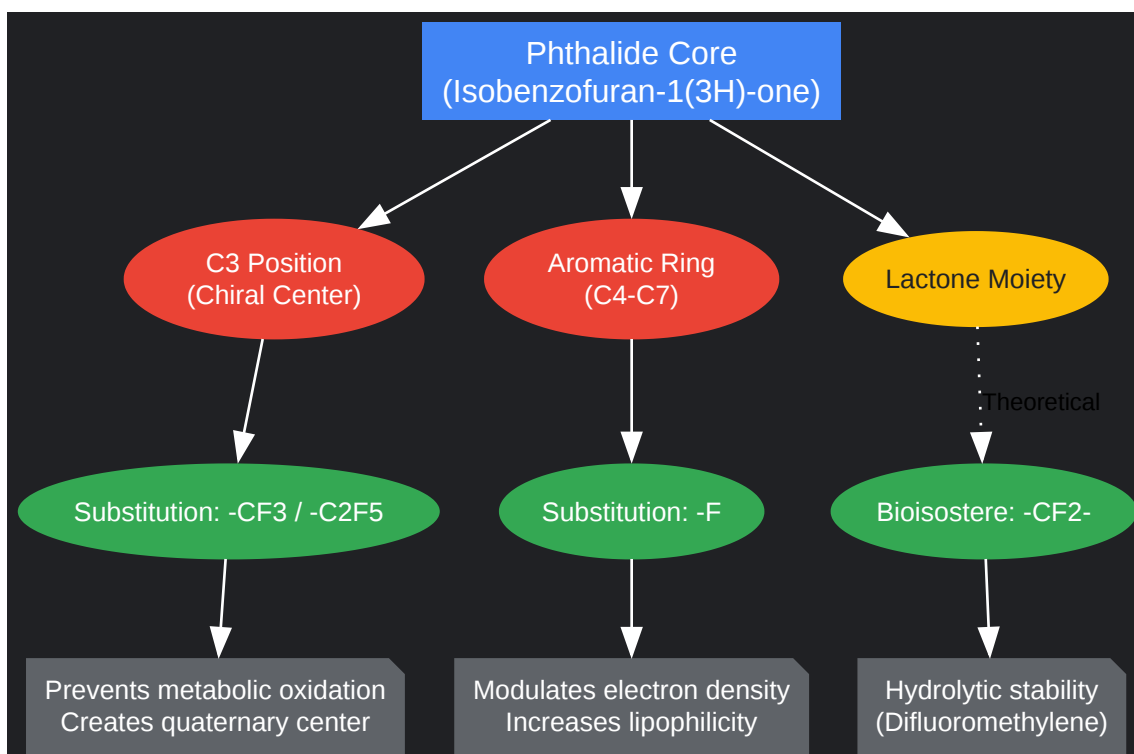 Phthalide Core
(Isobenzofuran-1(3H)-one)
C3 Position
(Chiral Center)
Aromatic Ring
(C4-C7)
Lactone Moiety
Theoretical
Substitution: -CF3 / -C2F5
Substitution: -F
Bioisostere: -CF2-
Prevents metabolic oxidation
Creates quaternary center
Modulates electron density
Increases lipophilicity
Hydrolytic stability
(Difluoromethylene)